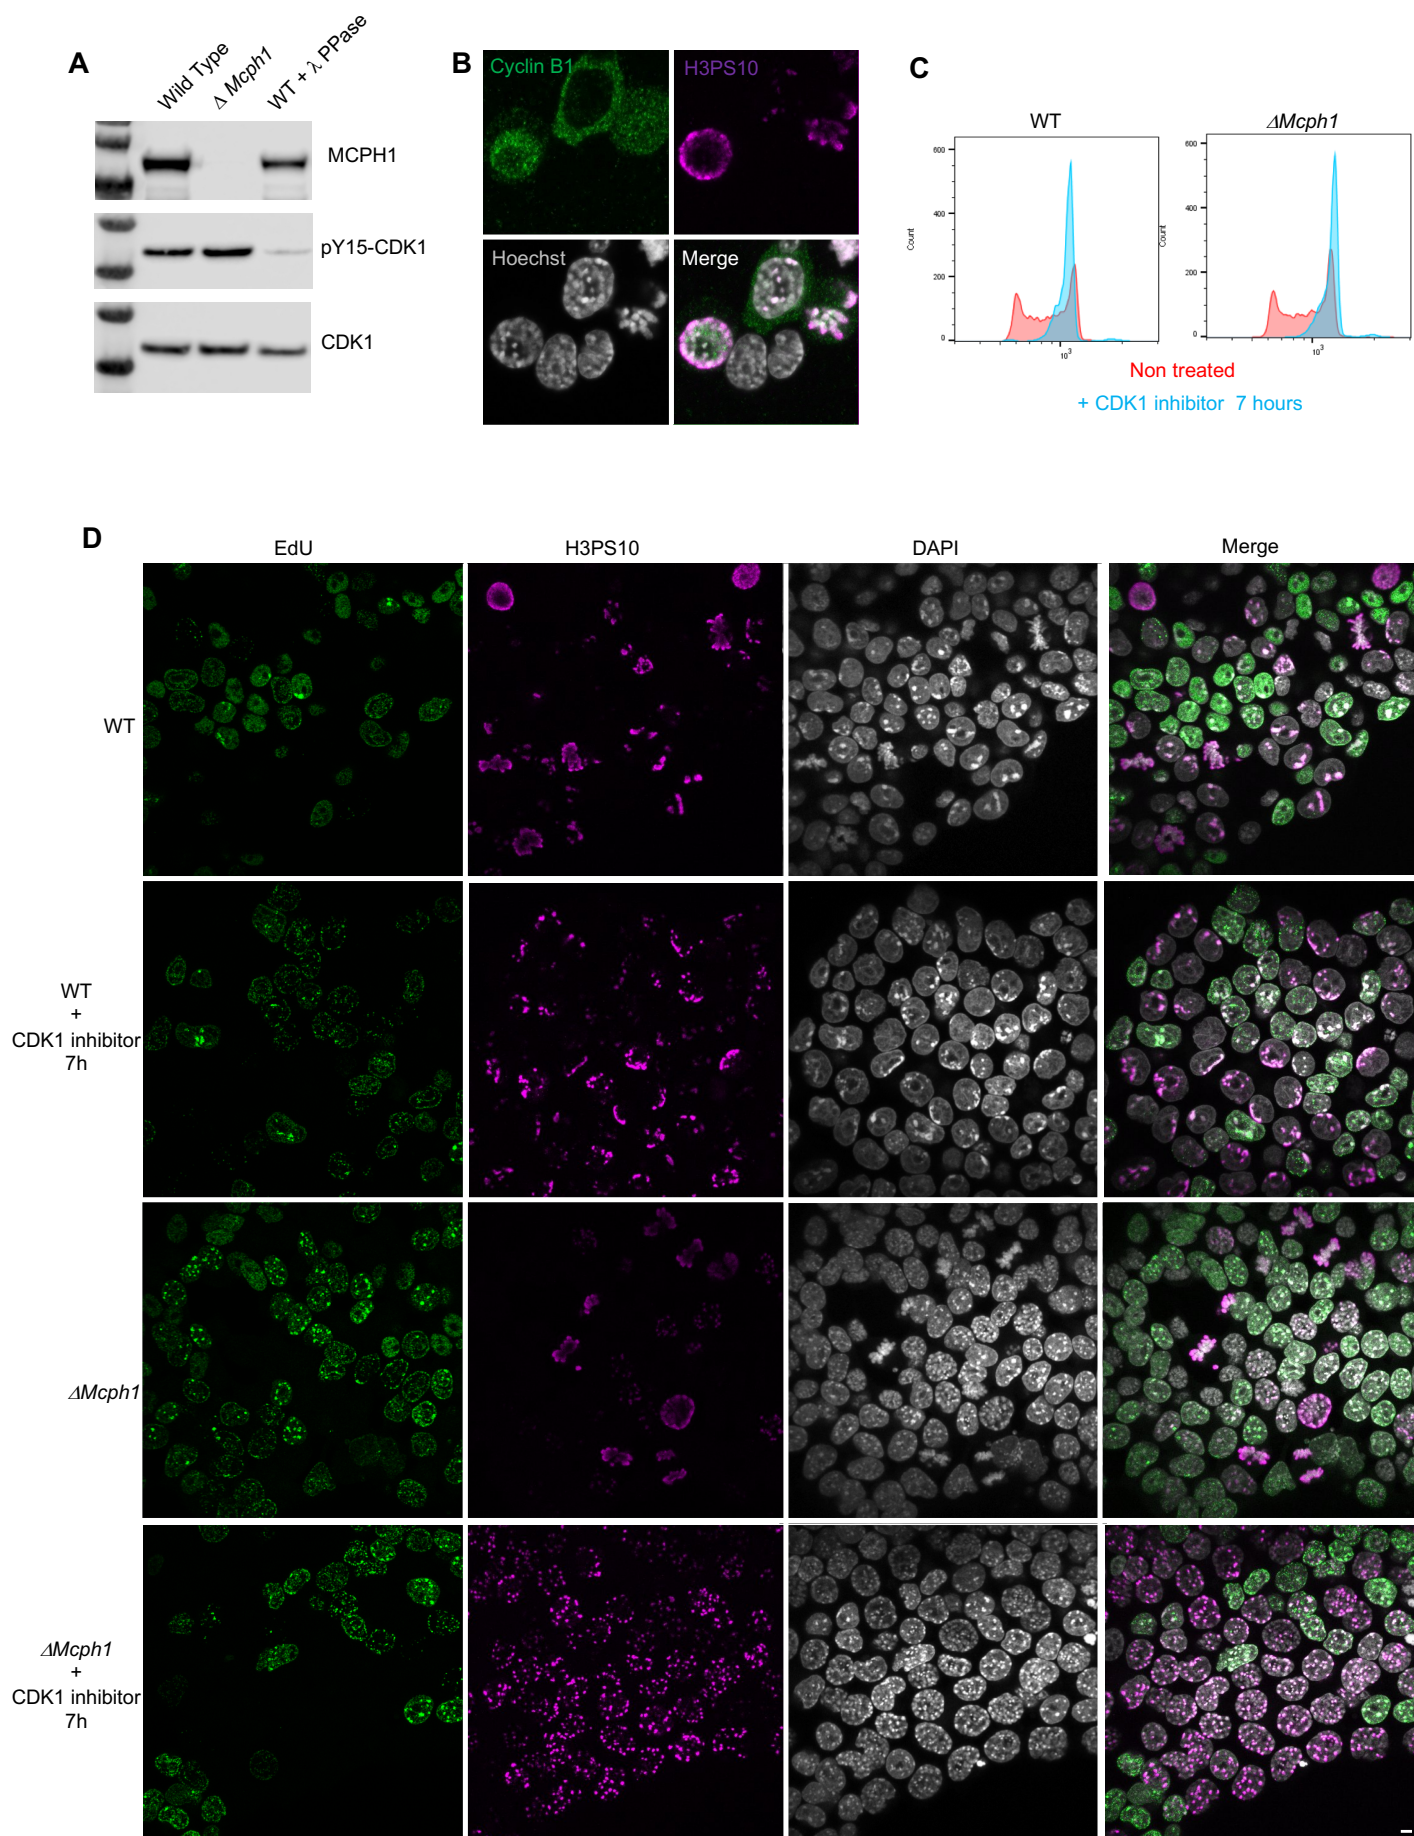 A
Wild Type
Δ Mcph1
WT + λ PPase
MCPH1
pY15-CDK1
CDK1
B
Cyclin B1
H3PS10
Hoechst
Merge
C
WT
ΔMcph1
600
400
200
0
Count
10³
600
400
200
0
Count
10³
Non treated
+ CDK1 inhibitor 7 hours
D
EdU
H3PS10
DAPI
Merge
WT
WT
+
CDK1 inhibitor
7h
ΔMcph1
ΔMcph1
+
CDK1 inhibitor
7h